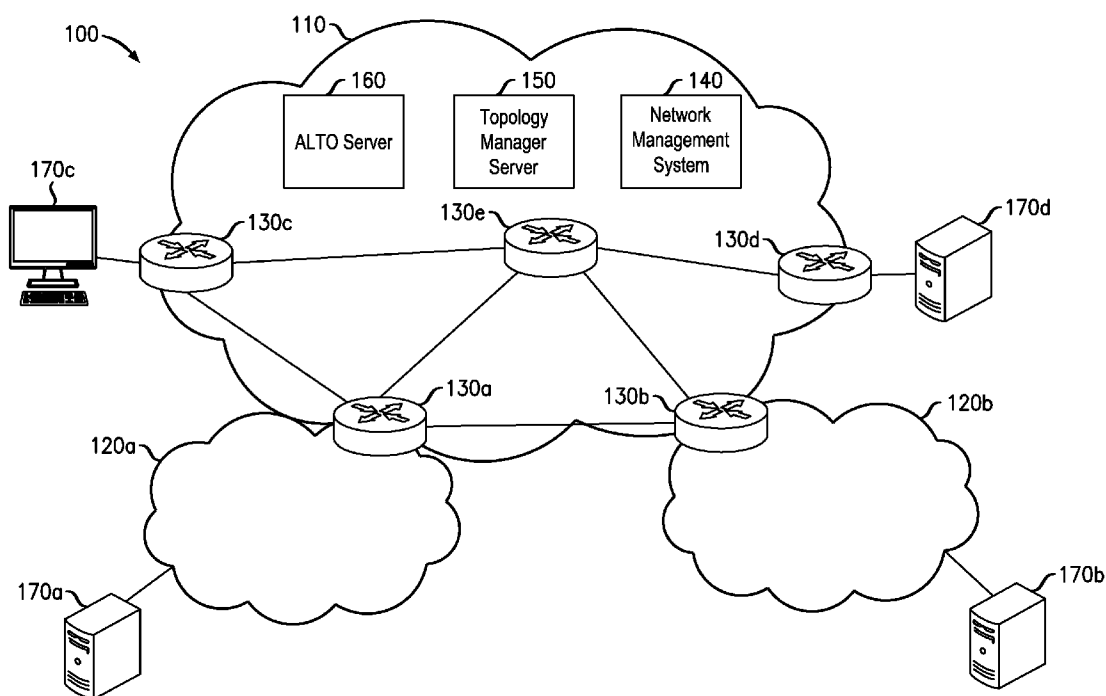 100
110
160
150
140
ALTO Server
Topology
Manager
Server
Network
Management
System
170c
130c
130e
130d
170d
130a
130b
120a
120b
170a
170b